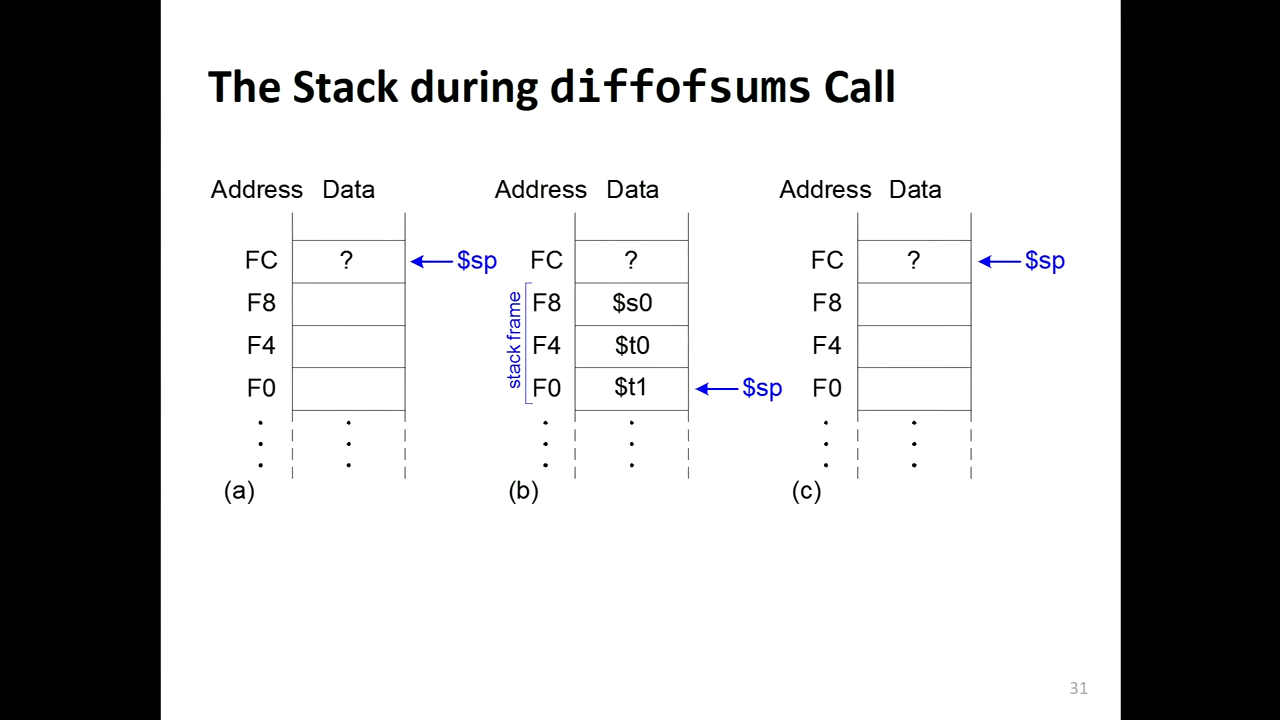 The Stack during diffofsums Call
Address Data Address Data Address Data
FC ? $sp FC ? FC ? $sp
F8 F8 $s0 F8
F4 F4 $t0 F4
F0 F0 $t1 $sp F0
stack frame
(a) (b) (c)
31